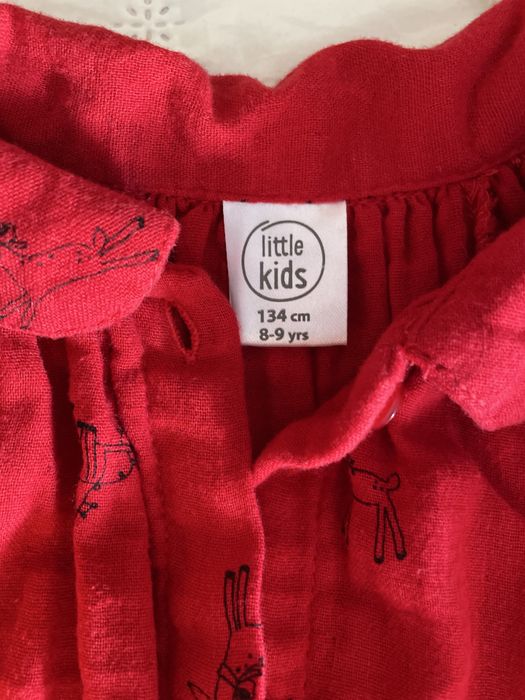 little
kids
134 cm
8-9 yrs